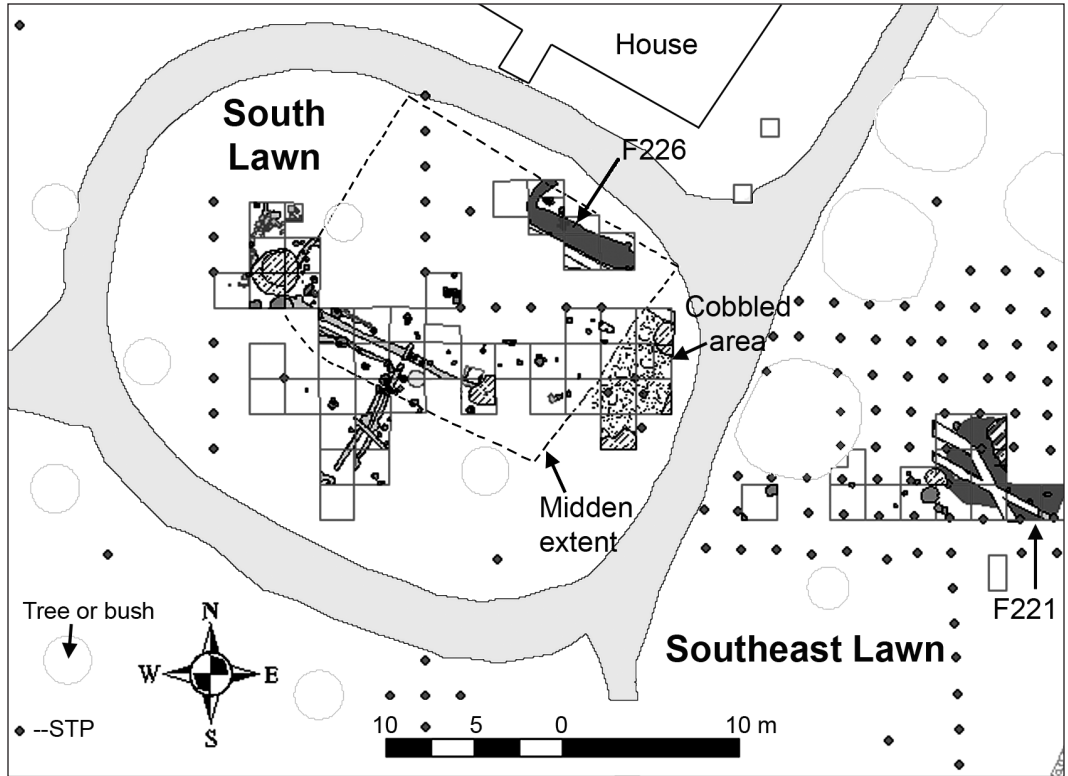 House
South
Lawn
F226
Cobbled
area
Midden
extent
F221
Tree or bush
Southeast Lawn
N
W E
S
--STP
10 5 0 10 m